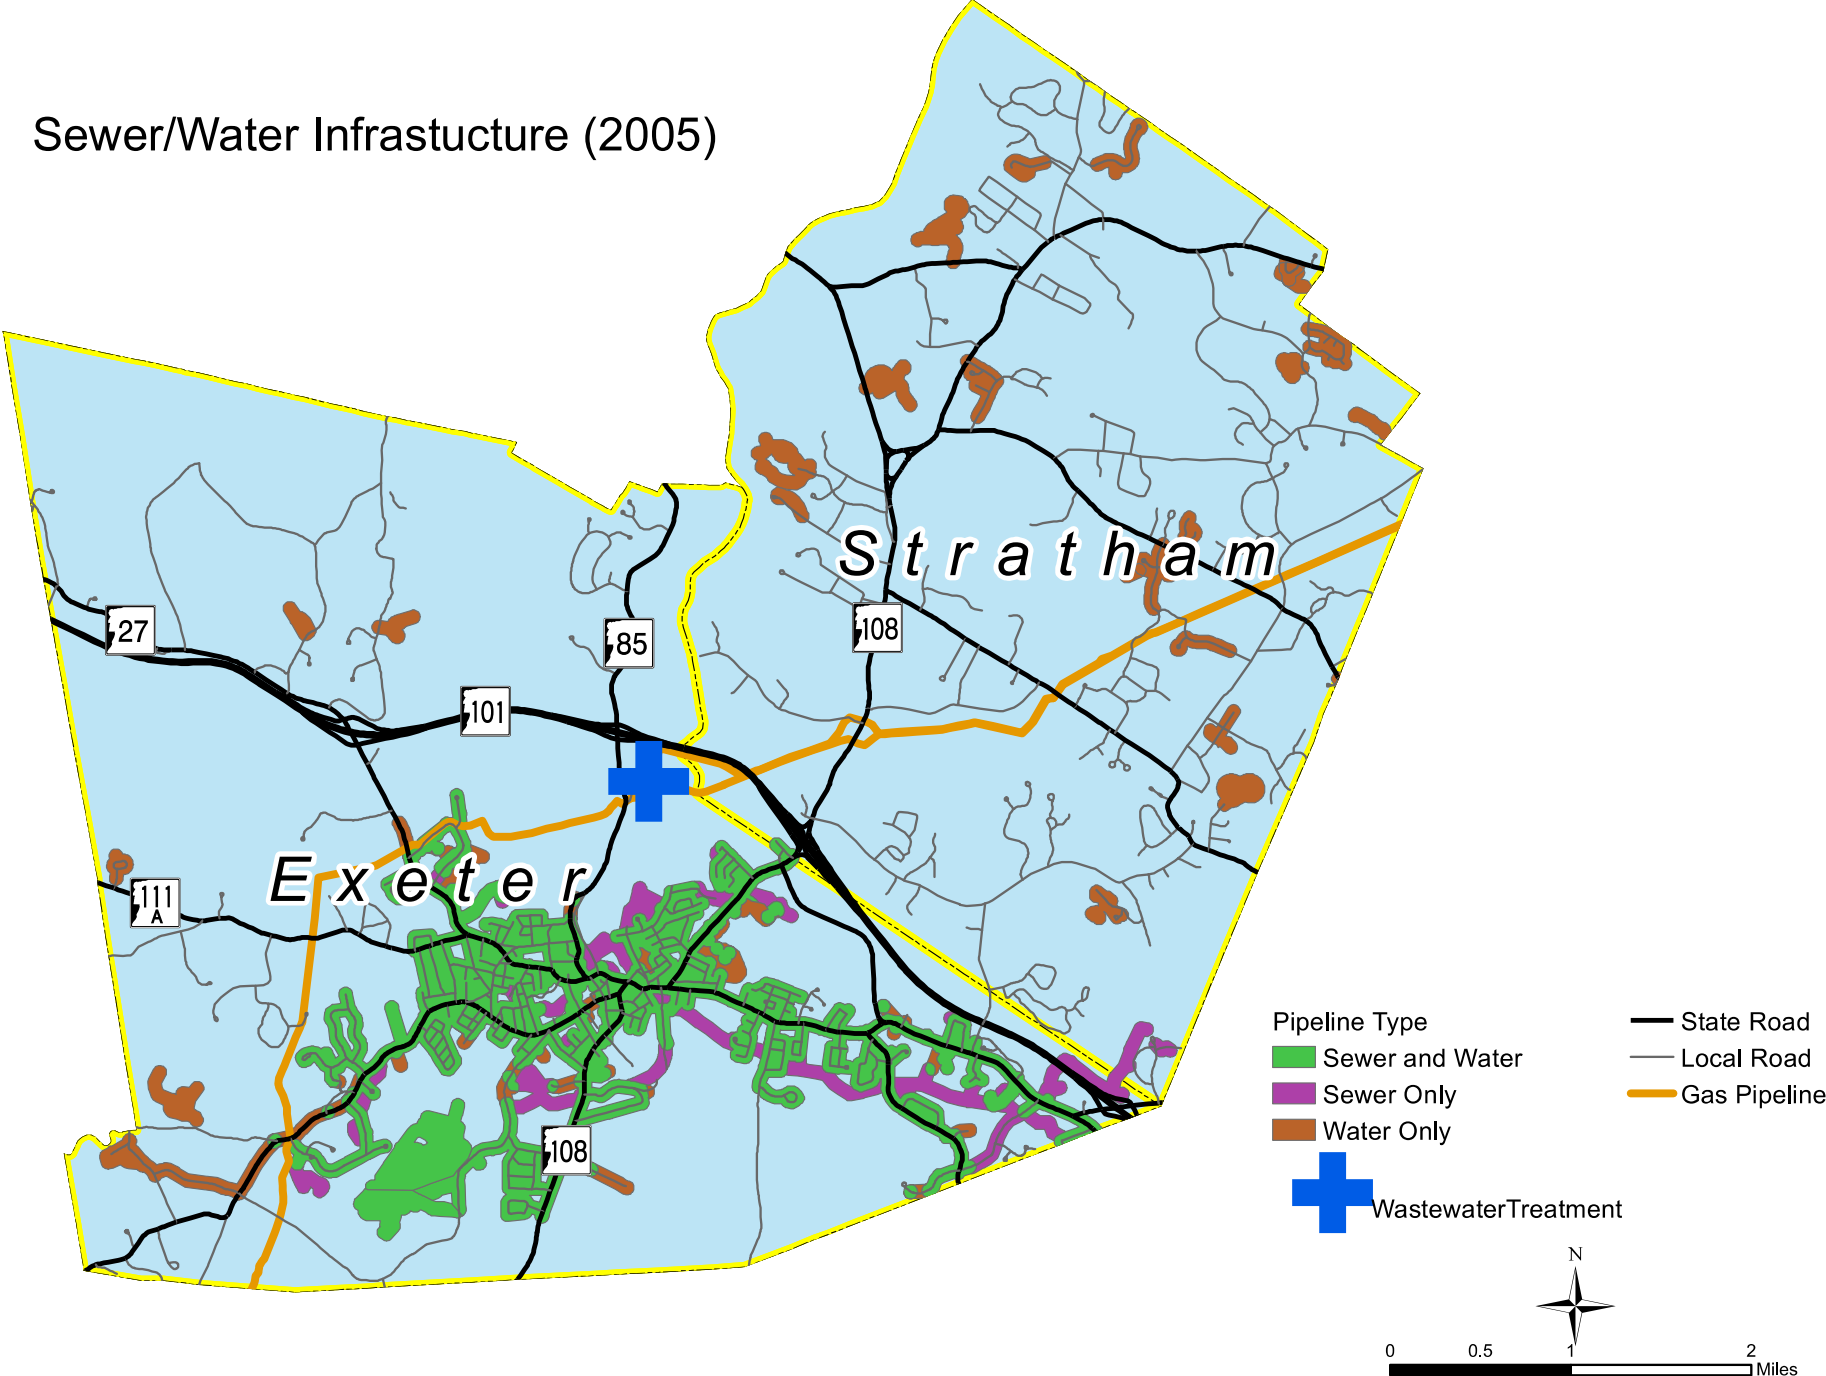 Sewer/Water Infrastucture (2005)
Stratham
27
85
108
101
Exeter
111
A
108
Pipeline Type
Sewer and Water
Sewer Only
Water Only
WastewaterTreatment
State Road
Local Road
Gas Pipeline
N
0 0.5 1 2
Miles